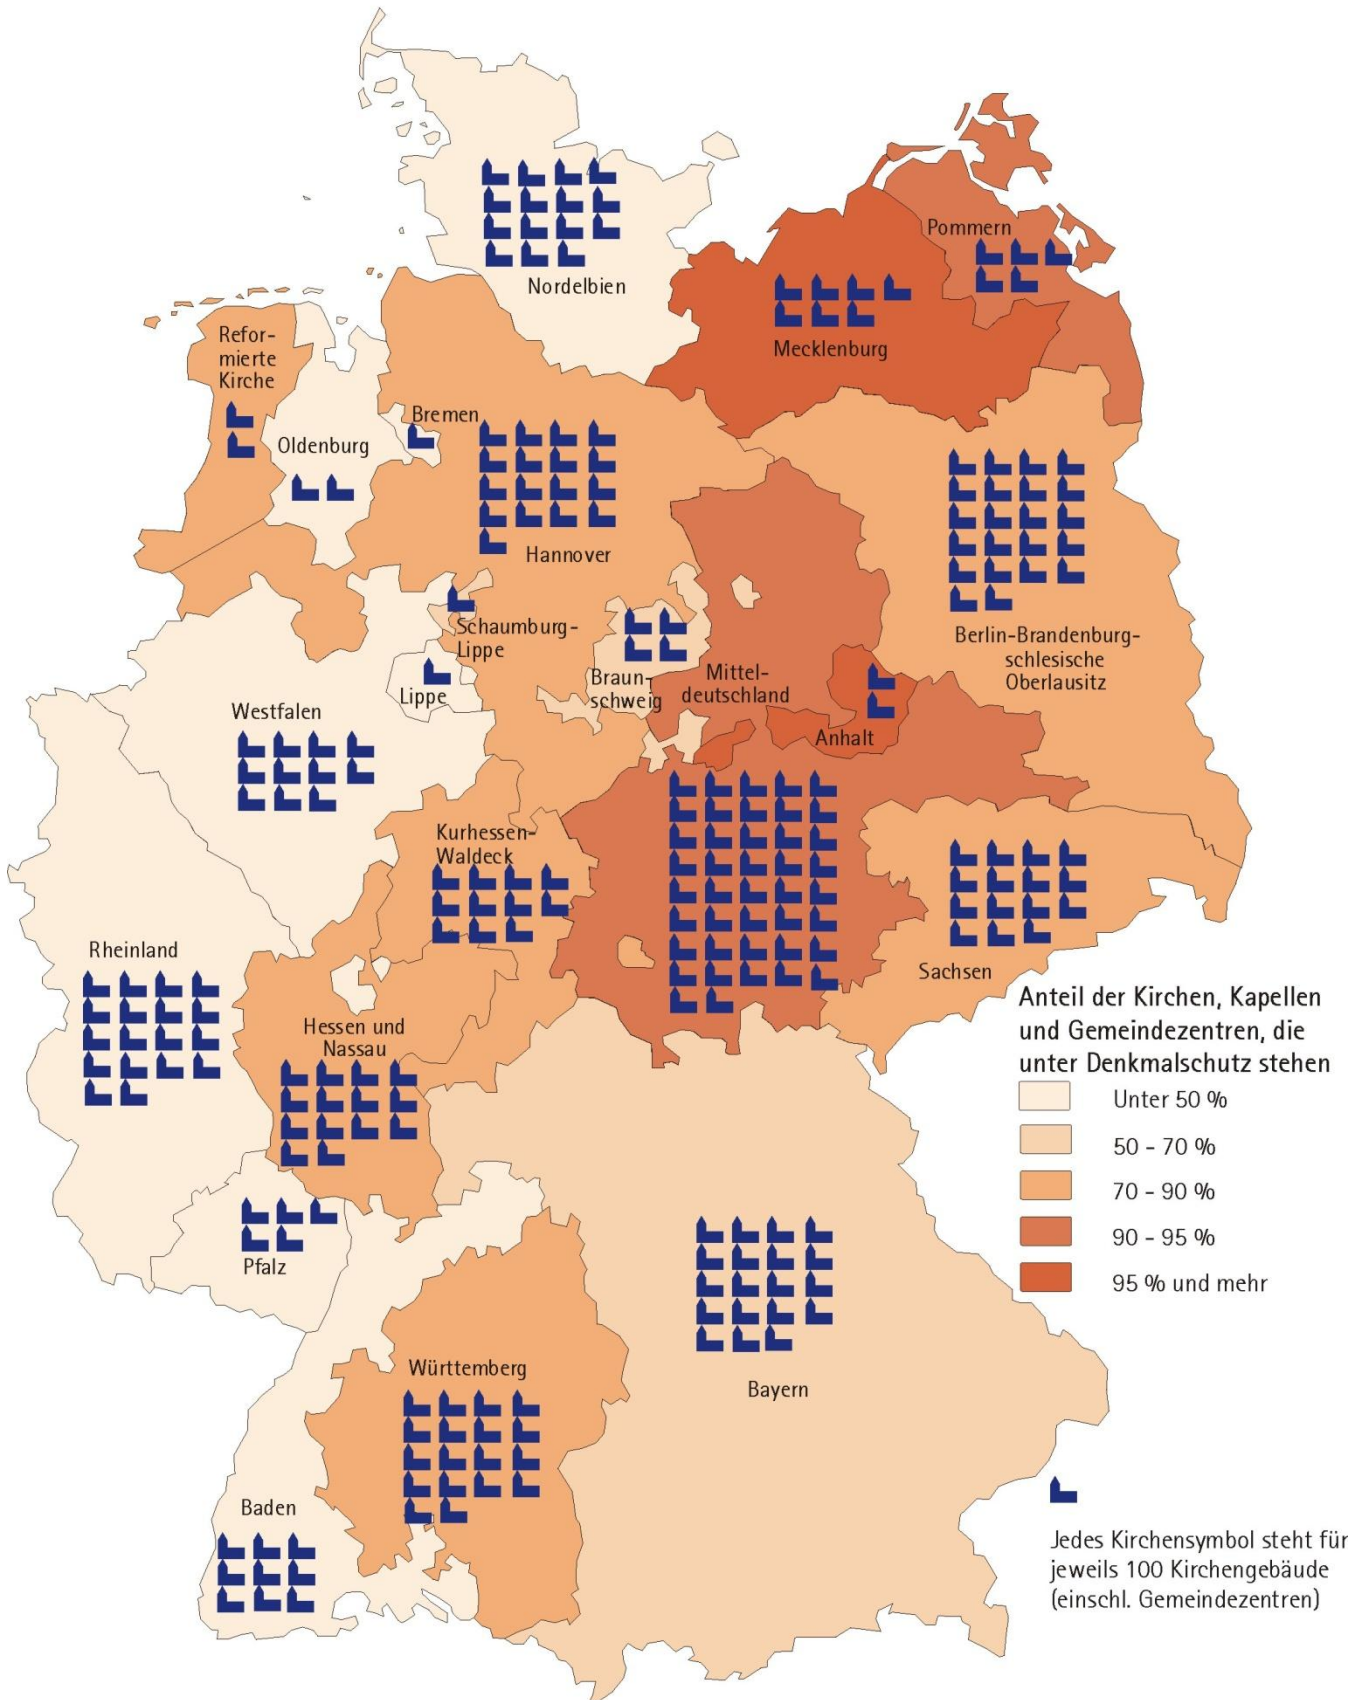 Nordelbien
Pommern
Mecklenburg
Refor-
mierte
Kirche
Oldenburg
Bremen
Hannover
Schaumburg-
Lippe
Lippe
Braun-
schweig
Mittel-
deutschland
Anhalt
Berlin-Brandenburg-
schlesische
Oberlausitz
Westfalen
Kurhessen-
Waldeck
Rheinland
Hessen und
Nassau
Sachsen
Pfalz
Württemberg
Bayern
Baden
Anteil der Kirchen, Kapellen
und Gemeindezentren, die
unter Denkmalschutz stehen
Unter 50 %
50 - 70 %
70 - 90 %
90 - 95 %
95 % und mehr
Jedes Kirchensymbol steht für
jeweils 100 Kirchengebäude
(einschl. Gemeindezentren)